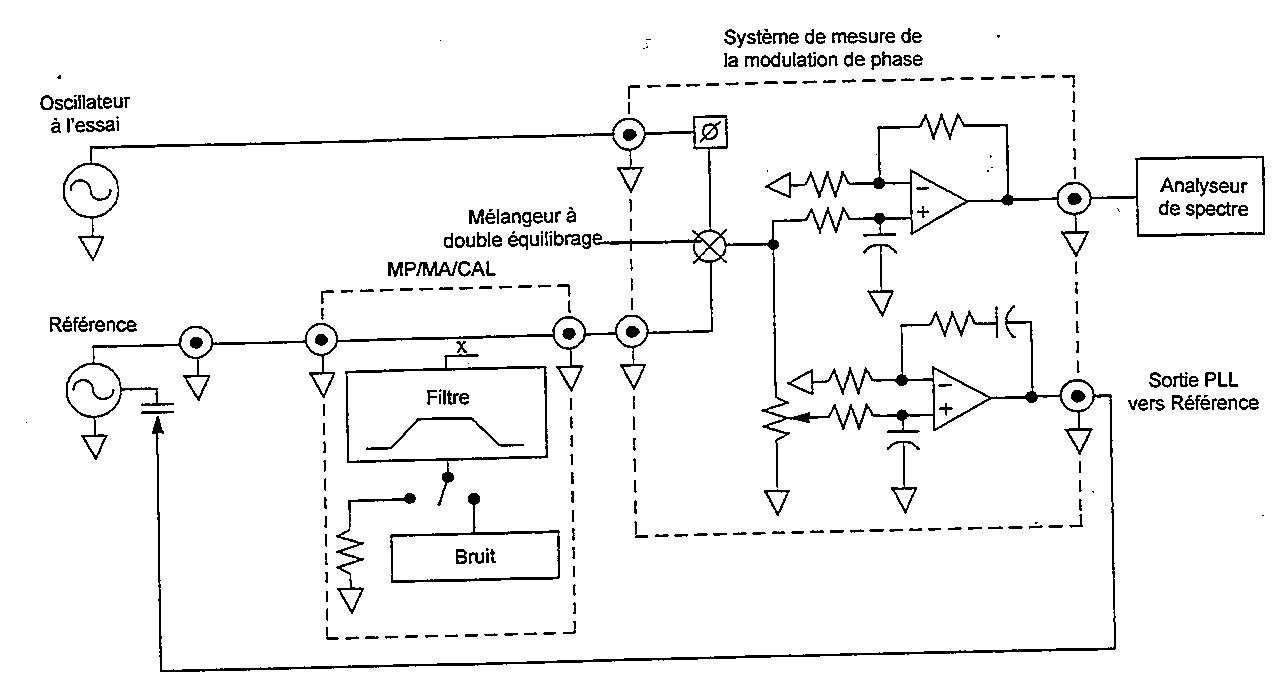 Système de mesure de
la modulation de phase
Oscillateur
à l'essai
Ø
Analyseur
de spectre
Mélangeur à
double équilibrage
MP/MA/CAL
Référence
X
Filtre
Sortie PLL
vers Référence
Bruit